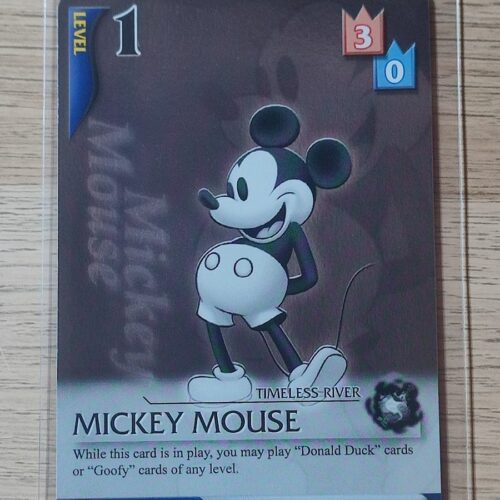 LEVEL
1
3
0
Mickey
Mouse
TIMELESS RIVER
MICKEY MOUSE
While this card is in play, you may play “Donald Duck” cards
or “Goofy” cards of any level.